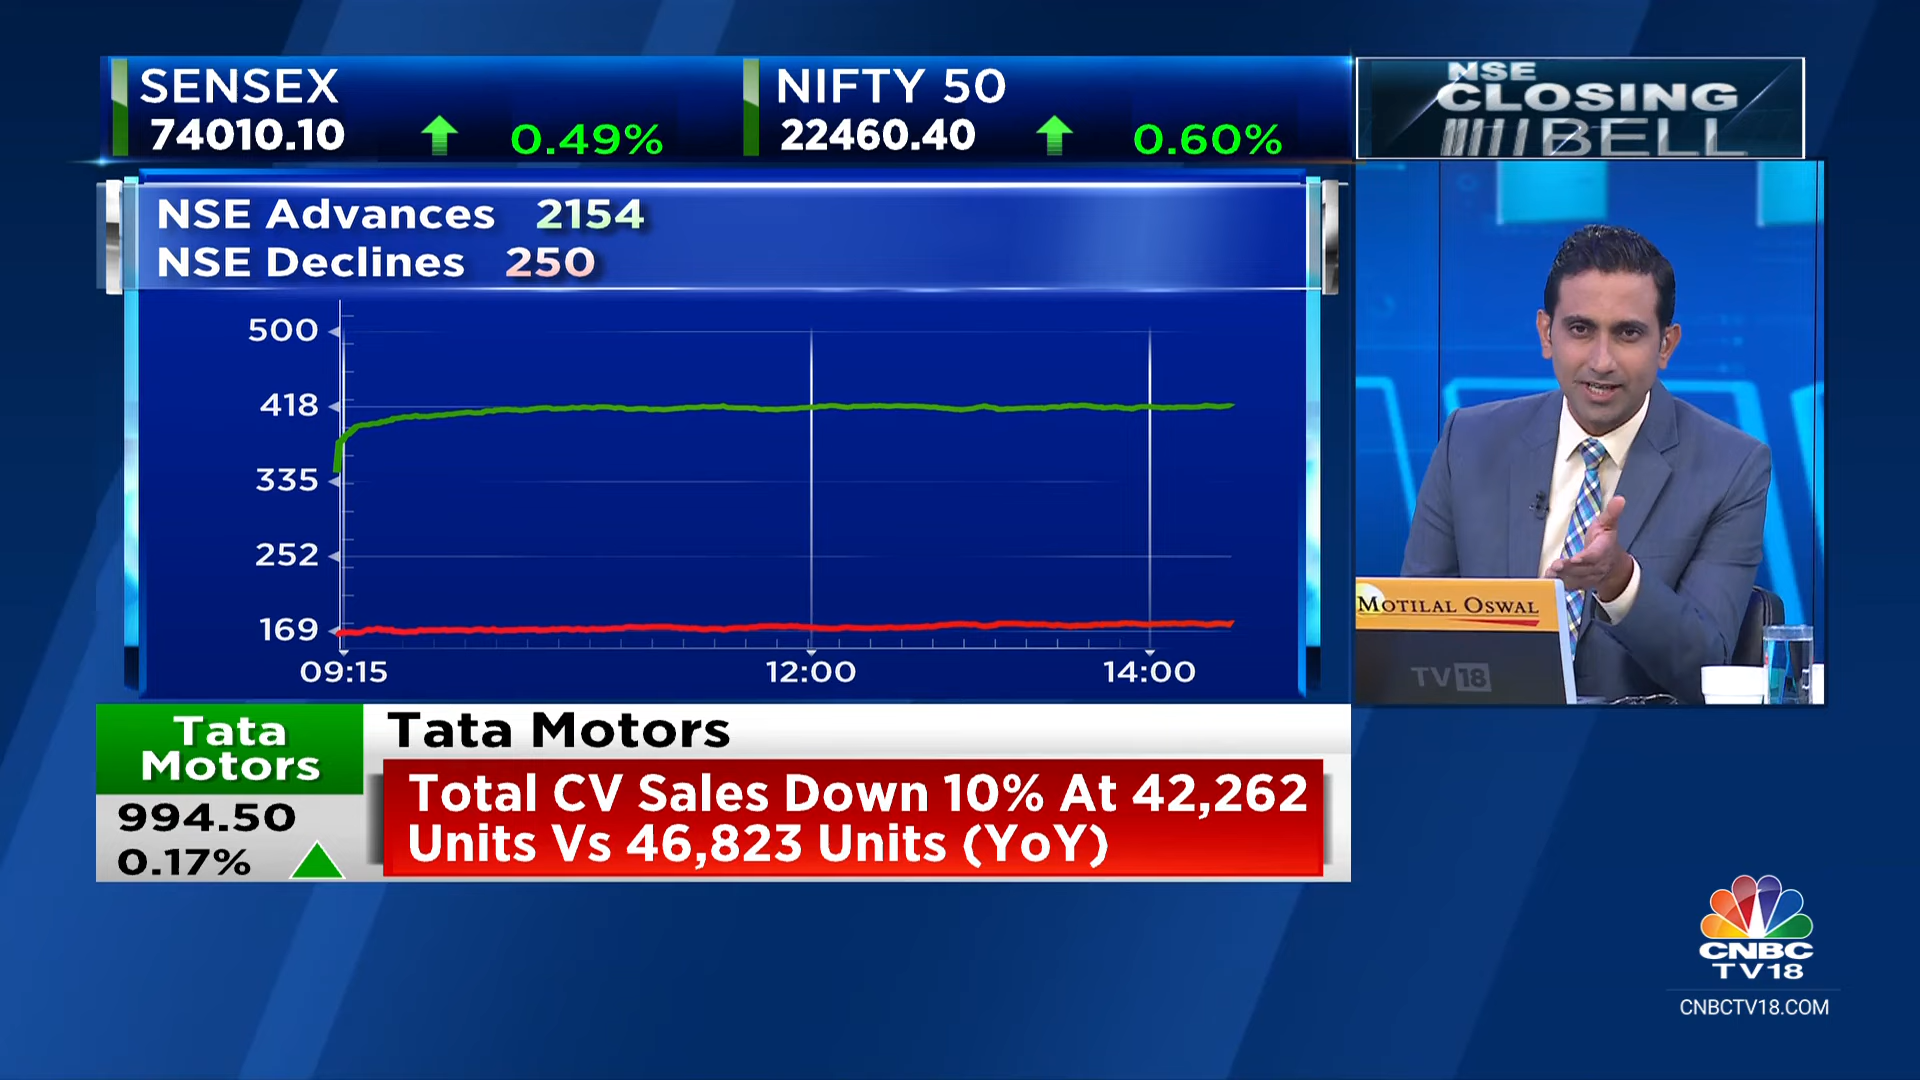 SENSEX
74010.10 0.49%
NIFTY 50
22460.40 0.60%
NSE
CLOSING
BELL
NSE Advances 2154
NSE Declines 250
500
418
335
252
169
09:15 12:00 14:00
MOTILAL OSWAL
TV18
Tata
Motors
994.50
0.17%
Tata Motors
Total CV Sales Down 10% At 42,262
Units Vs 46,823 Units (YoY)
CNBC
TV18
CNBCTV18.COM